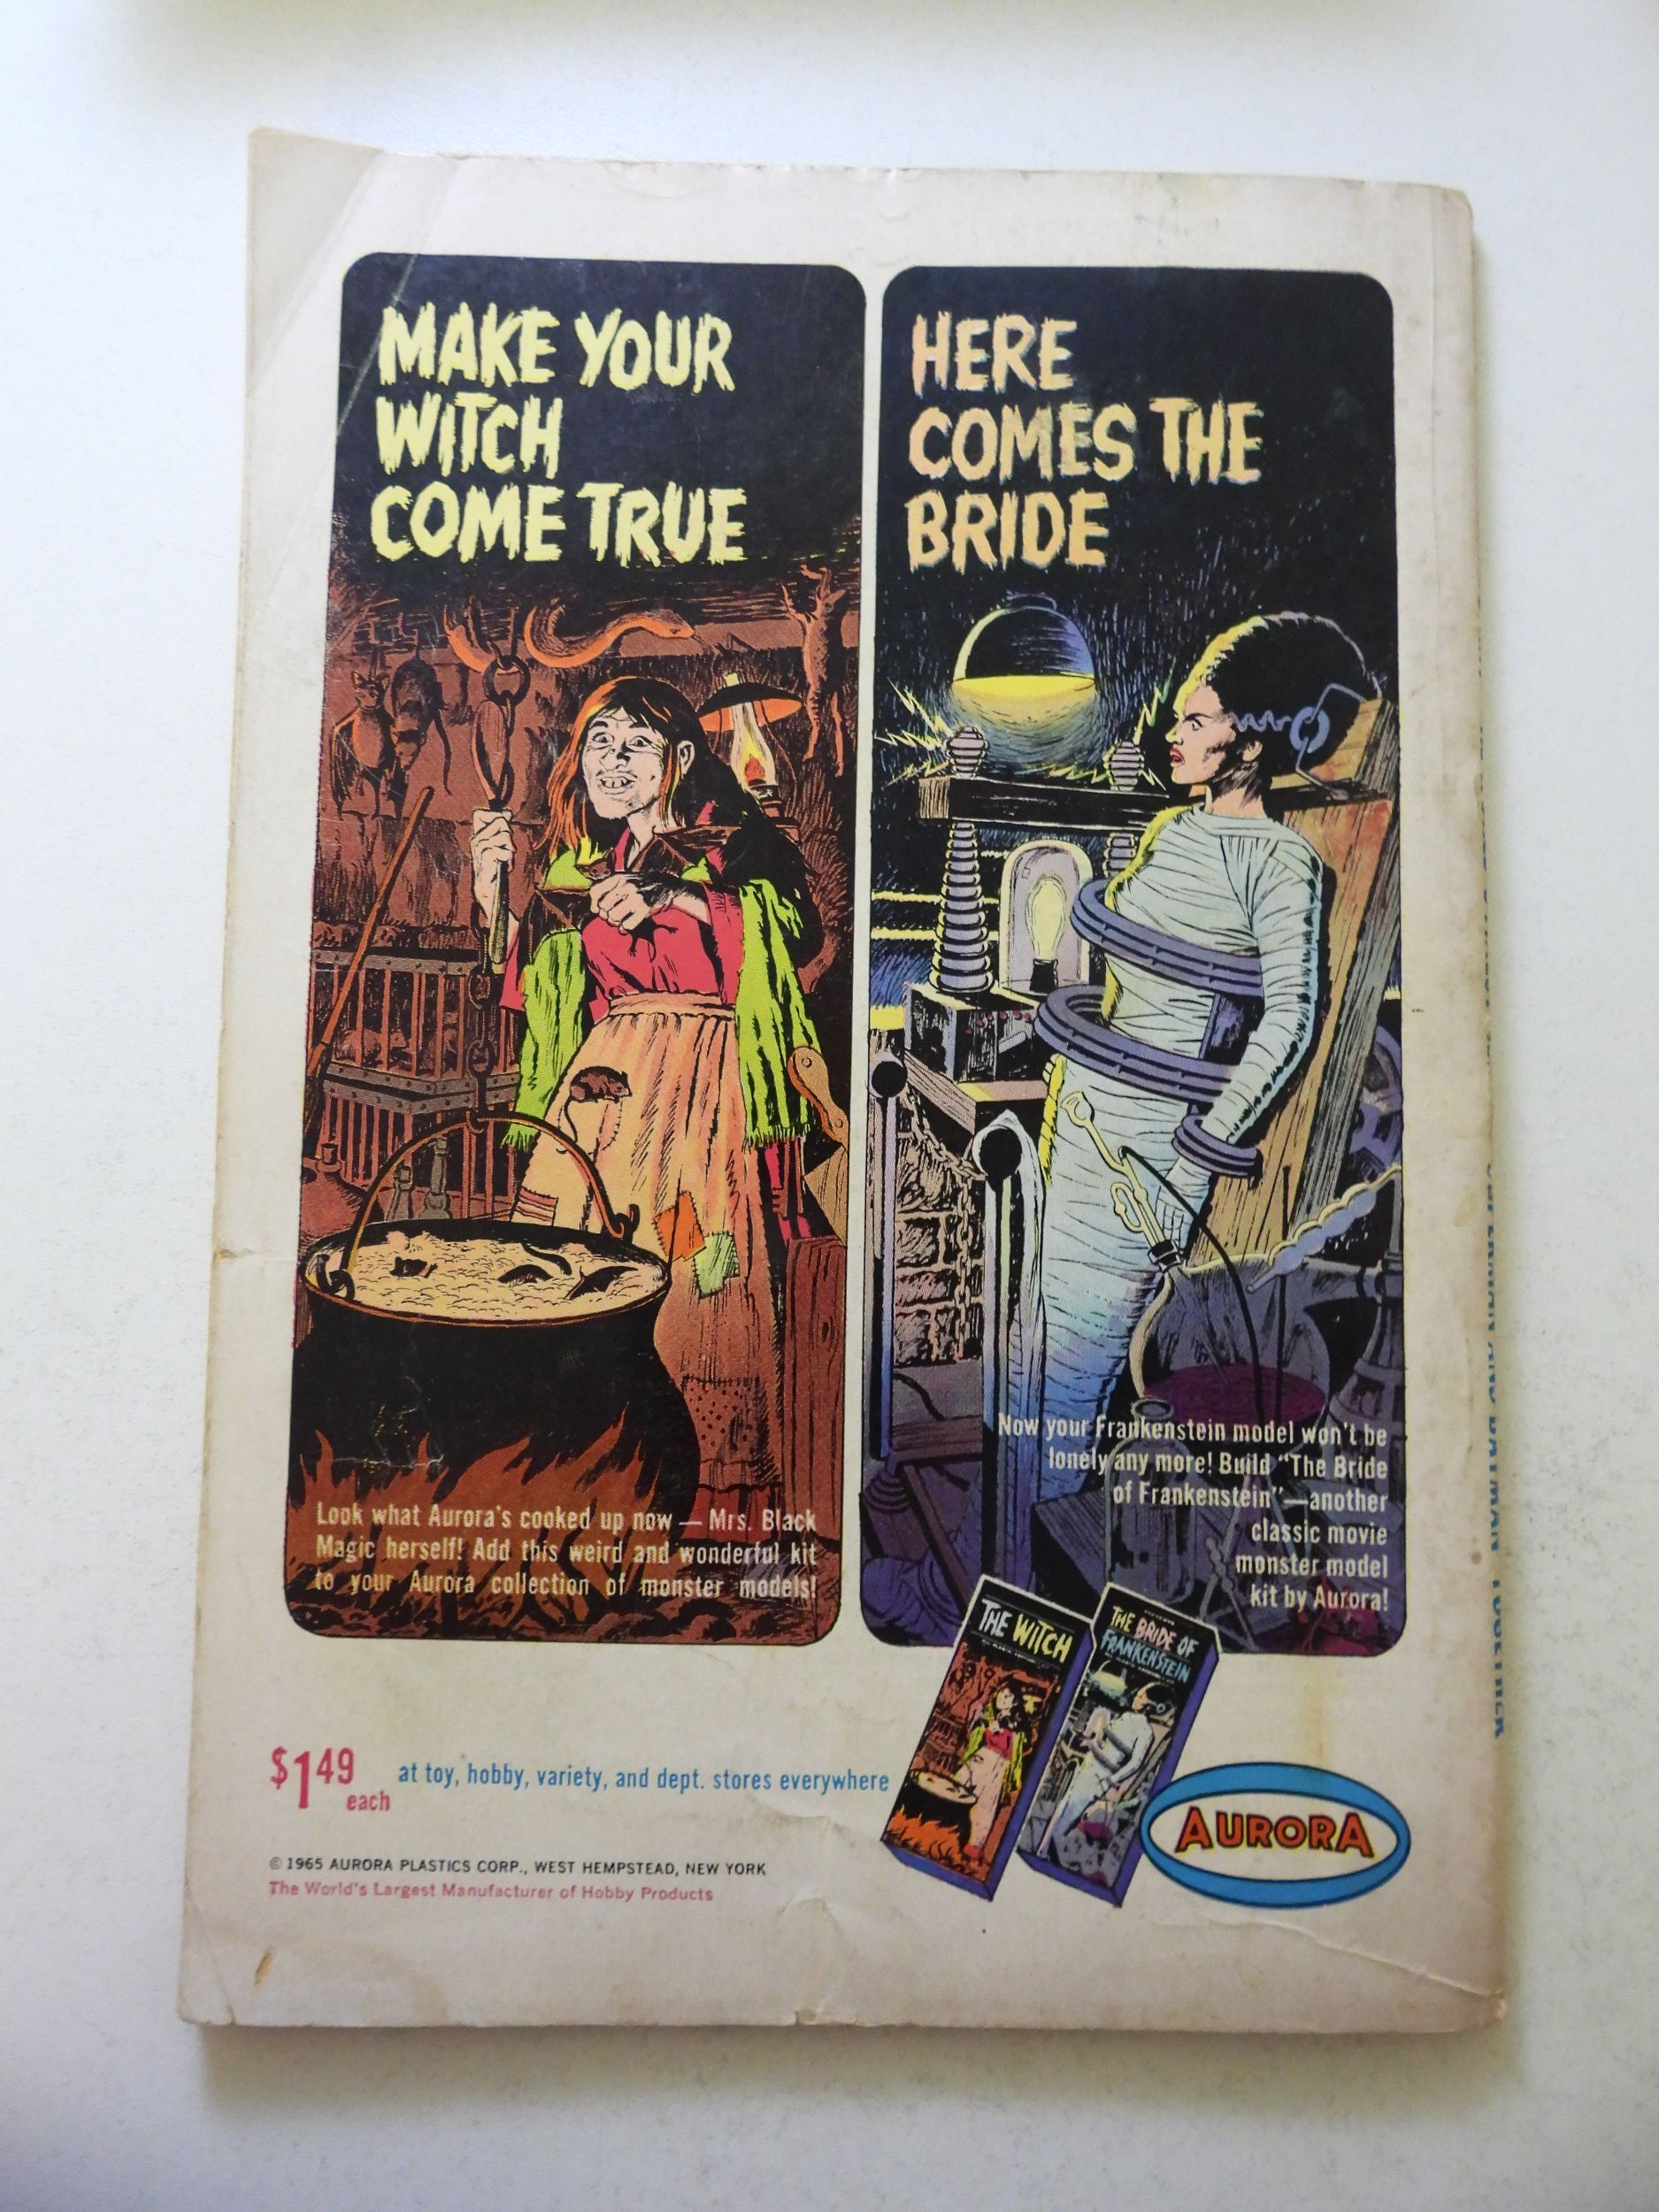 MAKE YOUR
WITCH
COME TRUE
Look what Aurora's cooked up now — Mrs. Black
Magic herself! Add this weird and wonderful kit
to your Aurora collection of monster models!
HERE
COMES THE
BRIDE
Now your Frankenstein model won't be
lonely any more! Build "The Bride
of Frankenstein"—another
classic movie
monster model
kit by Aurora!
THE WITCH
THE BRIDE OF
FRANKENSTEIN
$1.49
each
at toy, hobby, variety, and dept. stores everywhere
AURORA
© 1965 AURORA PLASTICS CORP., WEST HEMPSTEAD, NEW YORK
The World's Largest Manufacturer of Hobby Products
SUPERMAN AND BATMAN TOGETHER